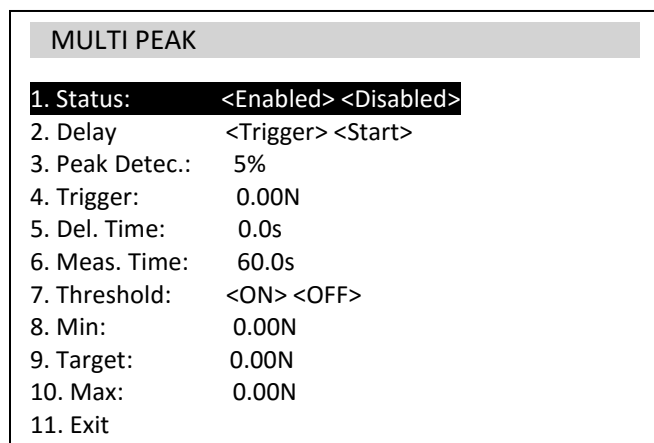 MULTI PEAK
1. Status: <Enabled> <Disabled>
2. Delay <Trigger> <Start>
3. Peak Detec.: 5%
4. Trigger: 0.00N
5. Del. Time: 0.0s
6. Meas. Time: 60.0s
7. Threshold: <ON> <OFF>
8. Min: 0.00N
9. Target: 0.00N
10. Max: 0.00N
11. Exit